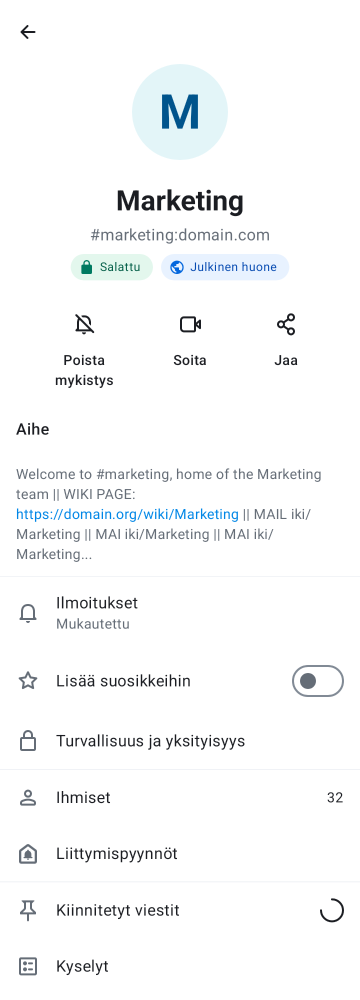 M
Marketing
#marketing:domain.com
Salattu
Julkinen huone
Poista
mykistys
Soita
Jaa
Aihe
Welcome to #marketing, home of the Marketing
team || WIKI PAGE:
https://domain.org/wiki/Marketing || MAIL iki/
Marketing || MAI iki/Marketing || MAI iki/
Marketing...
Ilmoitukset
Mukautettu
Lisää suosikkeihin
Turvallisuus ja yksityisyys
Ihmiset
32
Liittymispyynnöt
Kiinnitetyt viestit
Kyselyt